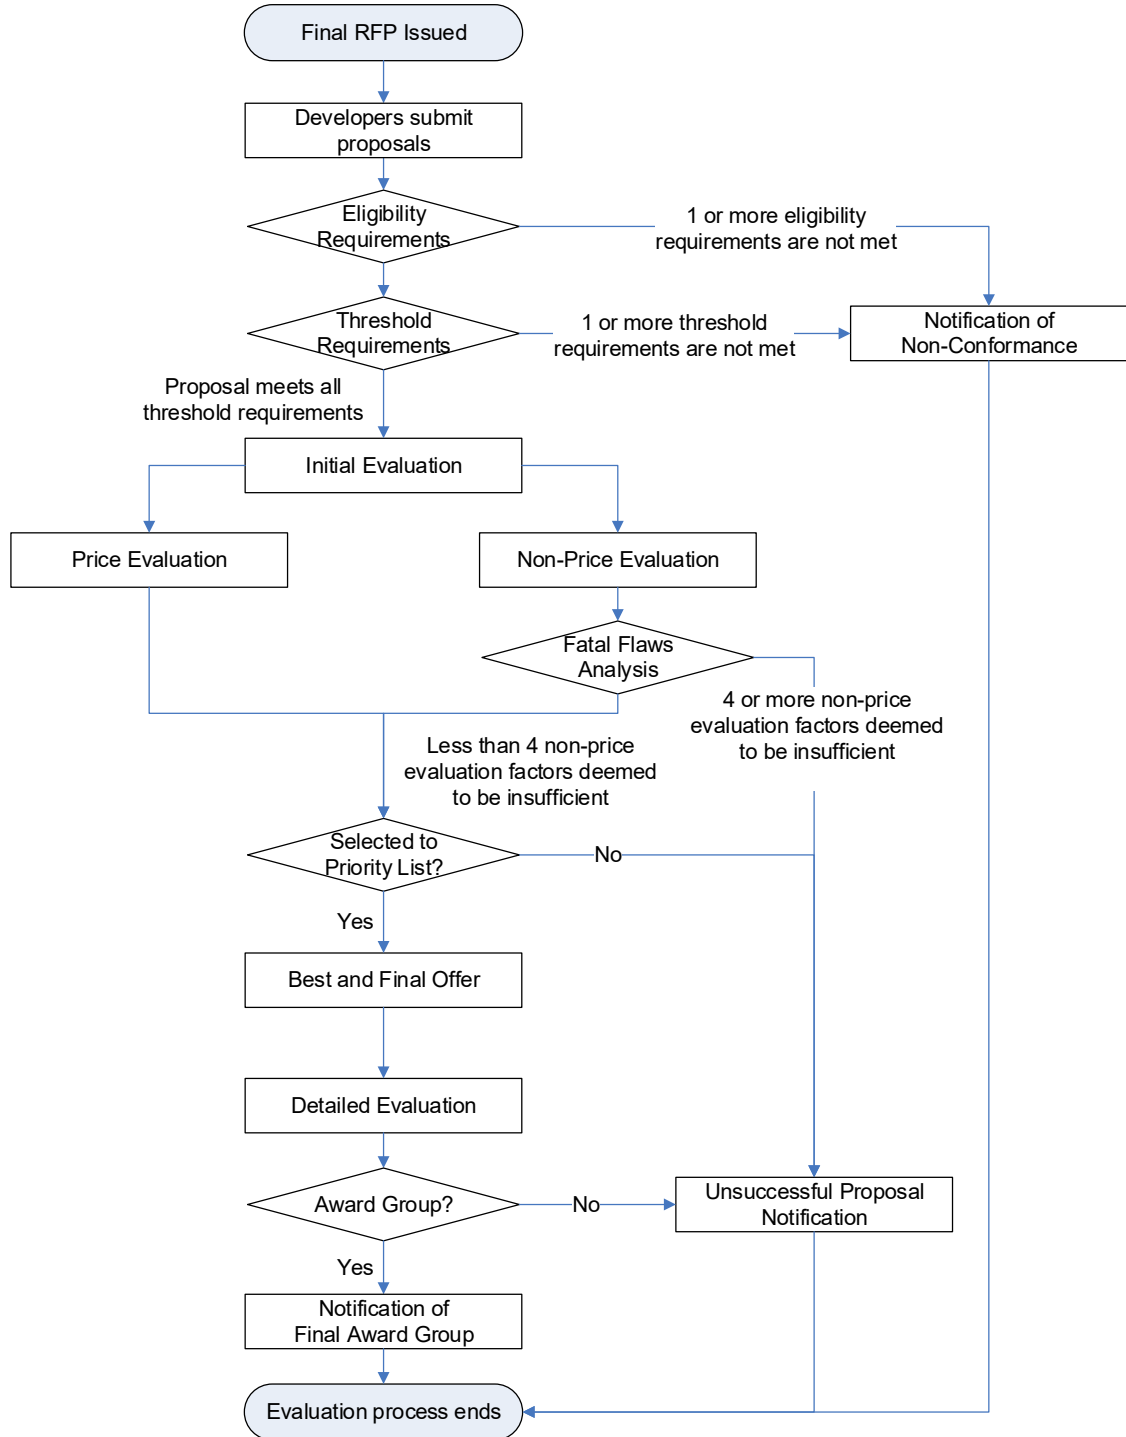 Final RFP Issued
Developers submit
proposals
Eligibility
Requirements
1 or more eligibility
requirements are not met
Threshold
Requirements
1 or more threshold
requirements are not met
Notification of
Non-Conformance
Proposal meets all
threshold requirements
Initial Evaluation
Price Evaluation
Non-Price Evaluation
Fatal Flaws
Analysis
4 or more non-price
evaluation factors deemed
to be insufficient
Less than 4 non-price
evaluation factors deemed
to be insufficient
Selected to
Priority List?
No
Yes
Best and Final Offer
Detailed Evaluation
Award Group?
No
Unsuccessful Proposal
Notification
Yes
Notification of
Final Award Group
Evaluation process ends